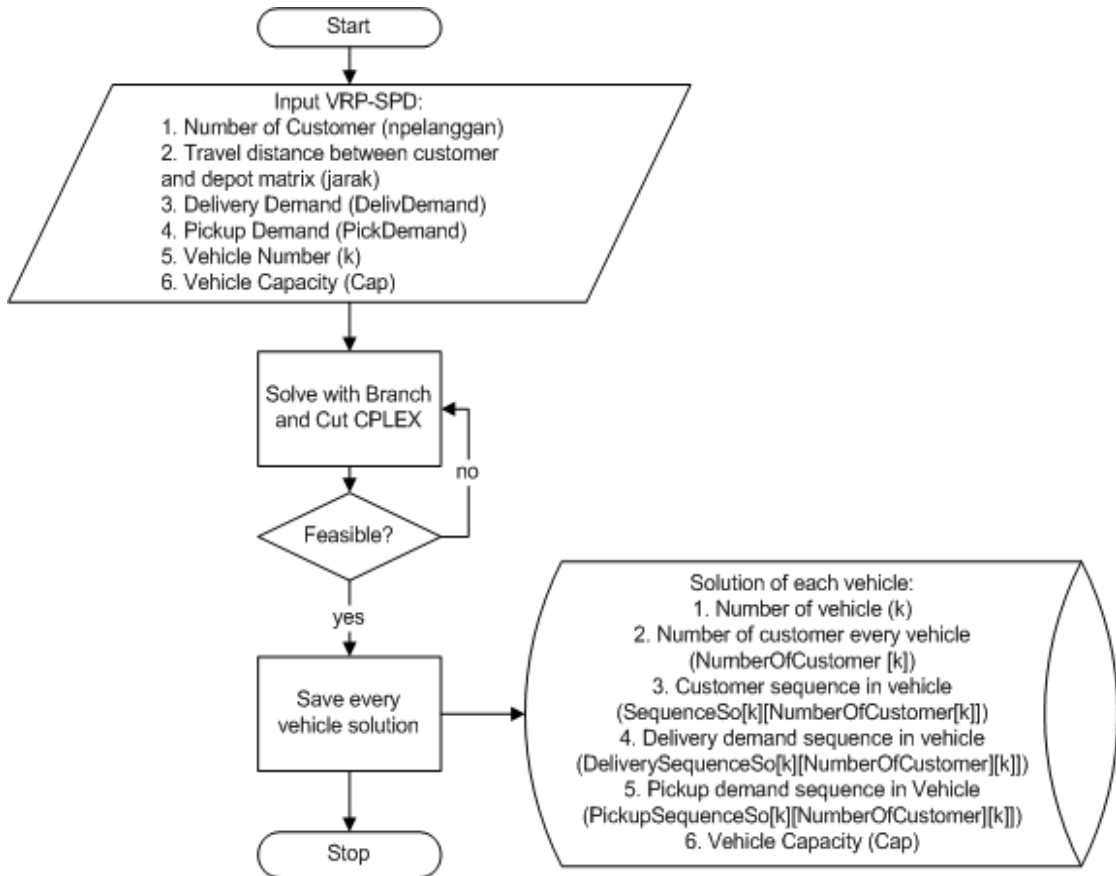 Start
Input VRP-SPD:
1. Number of Customer (npelanggan)
2. Travel distance between customer
and depot matrix (jarak)
3. Delivery Demand (DelivDemand)
4. Pickup Demand (PickDemand)
5. Vehicle Number (k)
6. Vehicle Capacity (Cap)
Solve with Branch
and Cut CPLEX
no
Feasible?
yes
Save every
vehicle solution
Solution of each vehicle:
1. Number of vehicle (k)
2. Number of customer every vehicle
(NumberOfCustomer [k])
3. Customer sequence in vehicle
(SequenceSo[k][NumberOfCustomer[k]])
4. Delivery demand sequence in vehicle
(DeliverySequenceSo[k][NumberOfCustomer][k]])
5. Pickup demand sequence in Vehicle
(PickupSequenceSo[k][NumberOfCustomer][k]])
6. Vehicle Capacity (Cap)
Stop